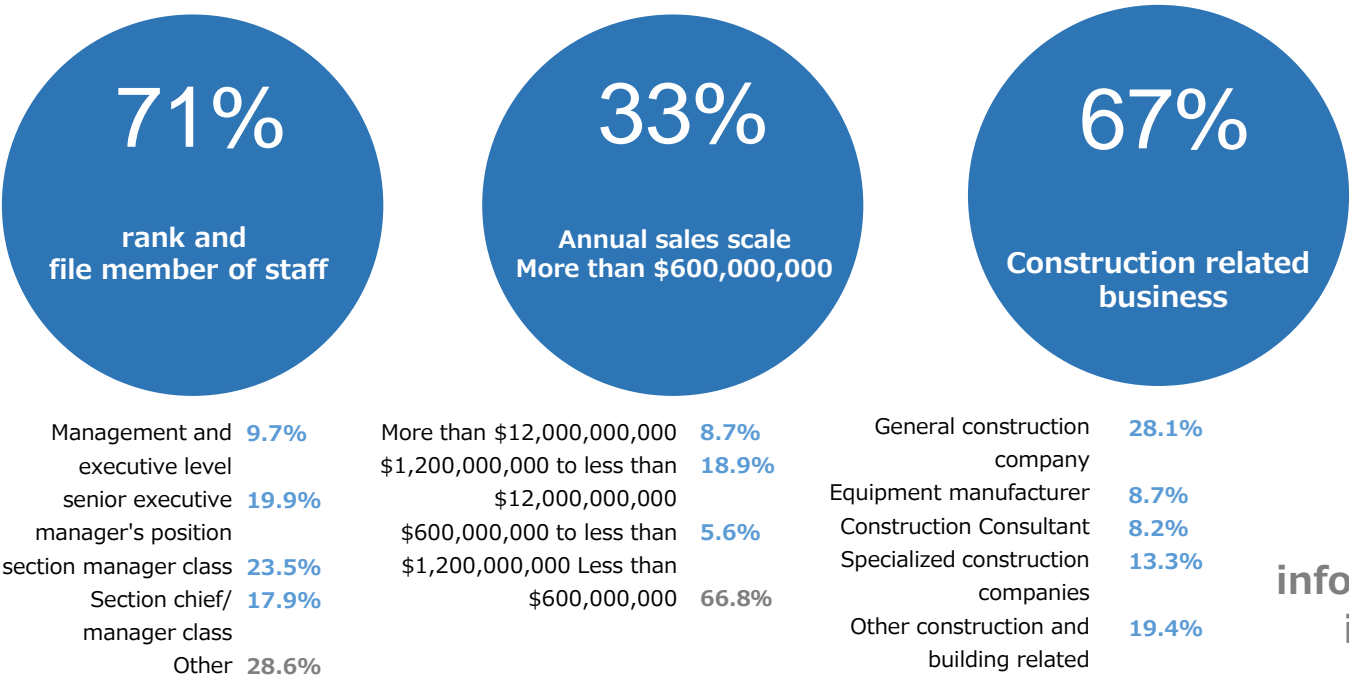 71%
rank and
file member of staff
33%
Annual sales scale
More than $600,000,000
67%
Construction related
business
Management and 9.7%
executive level
senior executive 19.9%
manager's position
section manager class 23.5%
Section chief/ 17.9%
manager class
Other 28.6%
More than $12,000,000,000 8.7%
$1,200,000,000 to less than 18.9%
$12,000,000,000
$600,000,000 to less than 5.6%
$1,200,000,000 Less than
$600,000,000 66.8%
General construction 28.1%
company
Equipment manufacturer 8.7%
Construction Consultant 8.2%
Specialized construction 13.3%
companies
Other construction and 19.4%
building related
info